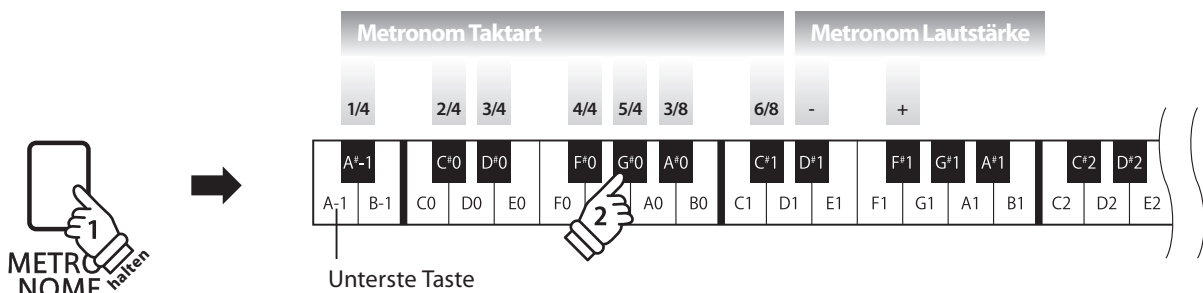 Metronom Taktart Metronom Lautstärke
1/4 2/4 3/4 4/4 5/4 3/8 6/8 - +
A#-1 C#0 D#0 F#0 G#0 A#0 C#1 D#1 F#1 G#1 A#1 C#2 D#2
A-1 B-1 C0 D0 E0 F0 A0 B0 C1 D1 E1 F1 G1 A1 B1 C2 D2 E2
1
2
halten
METRO
NOME
Unterste Taste